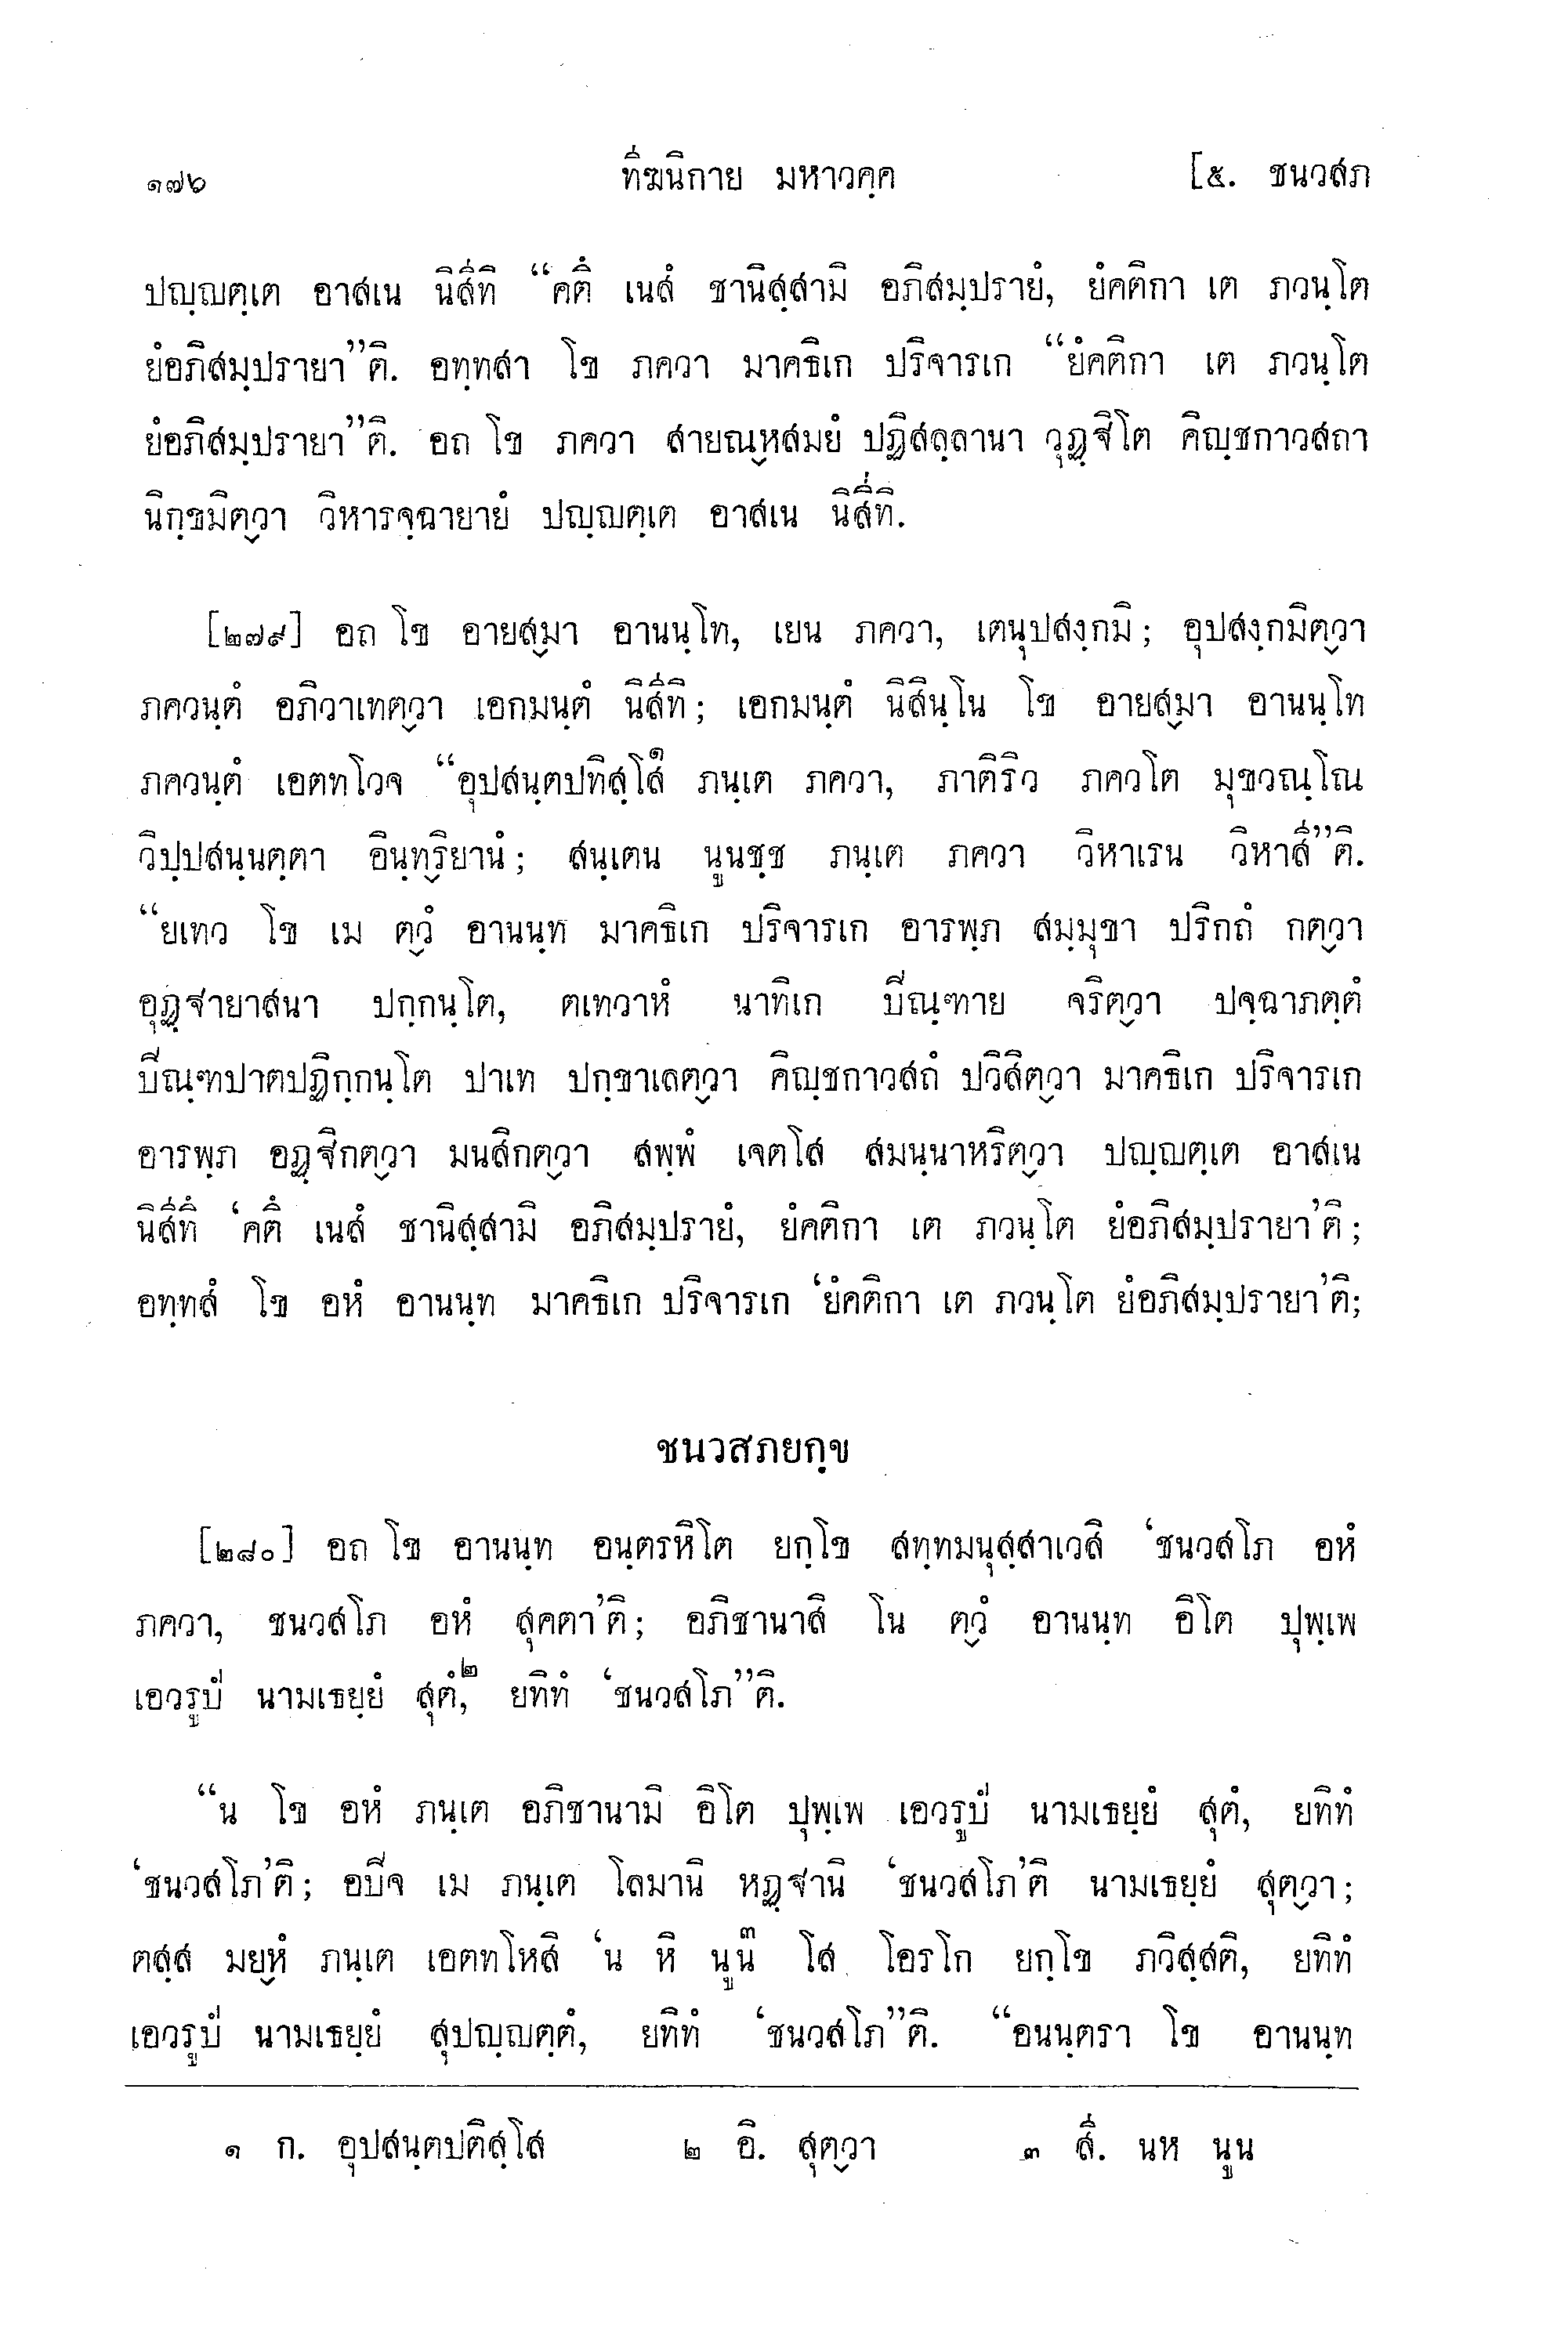 ๑๗๖ ทีฆนิกาย มหาวคฺค [๕. ชนวสภ
ปญฺญตฺเต อาสเน นิสีทิ “คตึ เนสํ ชานิสฺสามิ อภิสมฺปรายํ, ยํคติกา เต ภวนฺโต
ยํอภิสมฺปรายา”ติ. อทฺทสา โข ภควา มาคธิเก ปริจารเก “ยํคติกา เต ภวนฺโต
ยํอภิสมฺปรายา”ติ. อถ โข ภควา สายณฺหสมยํ ปฏิสลฺลานา วุฏฺฐิโต คิญฺชกาวสถา
นิกฺขมิตฺวา วิหารจฺฉายายํ ปญฺญตฺเต อาสเน นิสีทิ.
[๒๗๙] อถ โข อายสฺมา อานนฺโท, เยน ภควา, เตนุปสงฺกมิ; อุปสงฺกมิตฺวา
ภควนฺตํ อภิวาเทตฺวา เอกมนฺตํ นิสีทิ; เอกมนฺตํ นิสินฺโน โข อายสฺมา อานนฺโท
ภควนฺตํ เอตทโวจ “อุปสนฺตปทิสฺโส๑ ภนฺเต ภควา, ภาติริว ภควโต มุขวณฺโณ
วิปฺปสนฺนตฺตา อินฺทฺริยานํ; สนฺเตน นูนชฺช ภนฺเต ภควา วิหาเรน วิหาสี”ติ.
“ยเทว โข เม ตฺวํ อานนฺท มาคธิเก ปริจารเก อารพฺภ สมฺมุขา ปริกถํ กตฺวา
อุฏฺฐายาสนา ปกฺกนฺโต, ตเทวาหํ นาทิเก ปิณฺฑาย จริตฺวา ปจฺฉาภตฺตํ
ปิณฺฑปาตปฏิกฺกนฺโต ปาเท ปกฺขาเลตฺวา คิญฺชกาวสถํ ปวิสิตฺวา มาคธิเก ปริจารเก
อารพฺภ อฏฺฐิกตฺวา มนสิกตฺวา สพฺพํ เจตโส สมนฺนาหริตฺวา ปญฺญตฺเต อาสเน
นิสีทึ ‘คตึ เนสํ ชานิสฺสามิ อภิสมฺปรายํ, ยํคติกา เต ภวนฺโต ยํอภิสมฺปรายา’ติ;
อทฺทสํ โข อหํ อานนฺท มาคธิเก ปริจารเก ‘ยํคติกา เต ภวนฺโต ยํอภิสมฺปรายา’ติ;
ชนวสภยกฺข
[๒๘๐] อถ โข อานนฺท อนฺตรหิโต ยกฺโข สทฺทมนุสฺสาเวสิ ‘ชนวสโภ อหํ
ภควา, ชนวสโภ อหํ สุคตา’ติ; อภิชานาสิ โน ตฺวํ อานนฺท อิโต ปุพฺเพ
เอวรูปํ นามเธยฺยํ สุตํ,๒ ยทิทํ ‘ชนวสโภ”ติ.
“น โข อหํ ภนฺเต อภิชานามิ อิโต ปุพฺเพ เอวรูปํ นามเธยฺยํ สุตํ, ยทิทํ
‘ชนวสโภ’ติ; อปิจ เม ภนฺเต โลมานิ หฏฺฐานิ ‘ชนวสโภ’ติ นามเธยฺยํ สุตฺวา;
ตสฺส มยฺหํ ภนฺเต เอตทโหสิ ‘น หิ นูน๓ โส โอรโก ยกฺโข ภวิสฺสติ, ยทิทํ
เอวรูปํ นามเธยฺยํ สุปญฺญตฺตํ, ยทิทํ ‘ชนวสโภ”ติ. “อนนฺตรา โข อานนฺท
๑ ก. อุปสนฺตปติสฺโส ๒ อิ. สุตฺวา ๓ สี. นห นูน